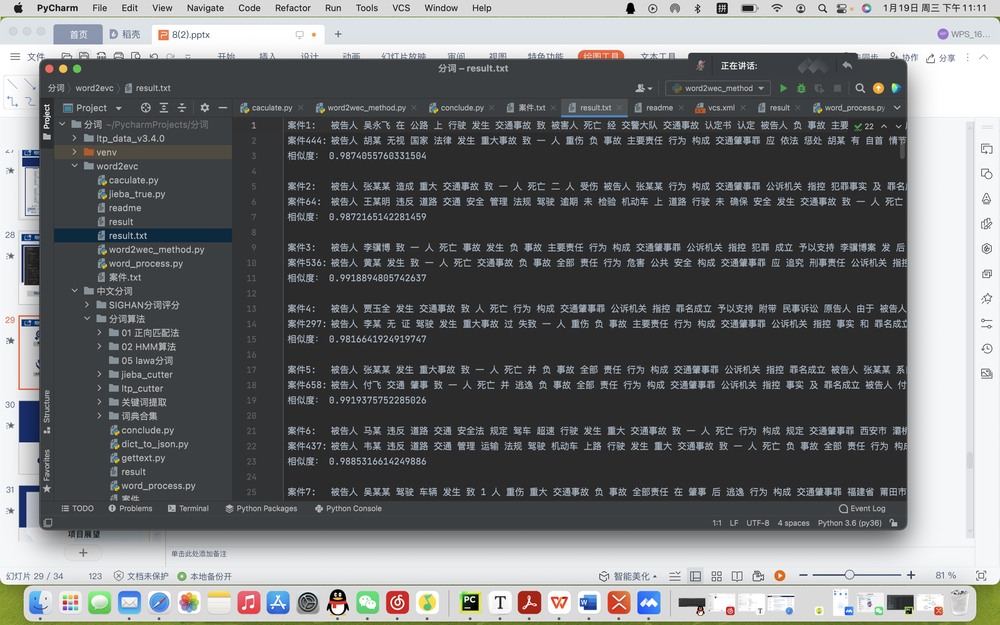 PyCharm File Edit View Navigate Code Refactor Run Tools VCS Window Help 拼 1月19日 周三 下午 11:11
首页 稻壳 8(2).pptx WP WPS_16...
文件 开始 插入 设计 动画 幻灯片放映 审阅 视图 特色功能 绘图工具 文本工具 同步 协作 分享
分词 – result.txt
正在讲话:
分词 word2evc result.txt word2wec_method
Project
caculate.py word2wec_method.py conclude.py 案件.txt result.txt readme vcs.xml result word_process.py
Project
Structure
Favorites
分词 ~/PycharmProjects/分词
ltp_data_v3.4.0
venv
word2evc
caculate.py
jieba_true.py
readme
result
result.txt
word2wec_method.py
word_process.py
案件.txt
中文分词
SIGHAN分词评分
分词算法
01 正向匹配法
02 HMM算法
05 lawa分词
jieba_cutter
ltp_cutter
关键词提取
词典合集
conclude.py
dict_to_json.py
gettext.py
result
word_process.py
案件
22
1 案件1: 被告人 吴永飞 在 公路 上 行驶 发生 交通事故 致 被害人 死亡 经 交警大队 交通事故 认定书 认定 被告人 负 事故 主要
2 案件444: 被告人 胡某 无视 国家 法律 发生 重大事故 致 一 人 重伤 负 事故 主要责任 行为 构成 交通肇事罪 应 依法 惩处 胡某 有 自首 情节
3 相似度: 0.9874055760331504
4
5 案件2: 被告人 张某某 造成 重大 交通事故 致 一 人 死亡 二 人 受伤 被告人 张某某 行为 构成 交通肇事罪 公诉机关 指控 犯罪事实 及 罪名
6 案件64: 被告人 王某明 违反 道路 交通 安全 管理 法规 驾驶 逾期 未 检验 机动车 上 道路 行驶 未 确保 安全 发生 交通事故 致 一 人 死亡
7 相似度: 0.9872165142281459
8
9 案件3: 被告人 李骥博 致 一 人 死亡 事故 发生 负 事故 主要责任 行为 构成 交通肇事罪 公诉机关 指控 犯罪 成立 予以支持 李骥博案 发 后
10 案件536: 被告人 黄某 发生 致 一 人 死亡 交通事故 负 事故 全部 责任 行为 危害 公共 安全 构成 交通肇事罪 应 追究 刑事责任 公诉机关 指控
11 相似度: 0.9918894805742637
12
13 案件4: 被告人 贾玉全 发生 交通事故 致 人 死亡 行为 构成 交通肇事罪 公诉机关 指控 罪名成立 予以支持 附带 民事诉讼 原告人 由于 被告人
14 案件297: 被告人 李某 无 证 驾驶 发生 重大事故 过 失致 一 人 重伤 负 事故 主要责任 行为 构成 交通肇事罪 公诉机关 指控 事实 和 罪名成立
15 相似度: 0.9816641924919747
16
17 案件5: 被告人 张某某 发生 重大事故 致 一 人 死亡 并 负 事故 全部 责任 行为 构成 交通肇事罪 公诉机关 指控 罪名成立 被告人 张某某 系
18 案件658: 被告人 付飞 交通 肇事 致 一 人 死亡 并 逃逸 负 事故 全部 责任 行为 构成 交通肇事罪 公诉机关 指控 事实 及 罪名成立 被告人 付
19 相似度: 0.9919375752285026
20
21 案件6: 被告人 马某 违反 道路 交通 安全法 规定 驾车 超速 行驶 发生 重大 交通事故 致 一 人 死亡 行为 构成 规定 交通肇事罪 西安市 灞桥
22 案件437: 被告人 韦某 违反 道路 交通 管理 运输 法规 驾驶 机动车 上路 行驶 发生 重大 交通事故 致 一 人 死亡 负 事故 全部 责任 行为 构成
23 相似度: 0.9885316614249886
24
25 案件7: 被告人 吴某某 驾驶 车辆 发生 致 1 人 重伤 重大 交通事故 负 事故 全部责任 在 肇事 后 逃逸 行为 构成 交通肇事罪 福建省 莆田市
TODO Problems Terminal Python Packages Python Console Event Log
1:1 LF UTF-8 4 spaces Python 3.6 (py36)
27
28
29
30
31
项目展望
单击此处添加备注
幻灯片 29 / 34 123 文档未保护 本地备份开 智能美化 81 %
PC T W